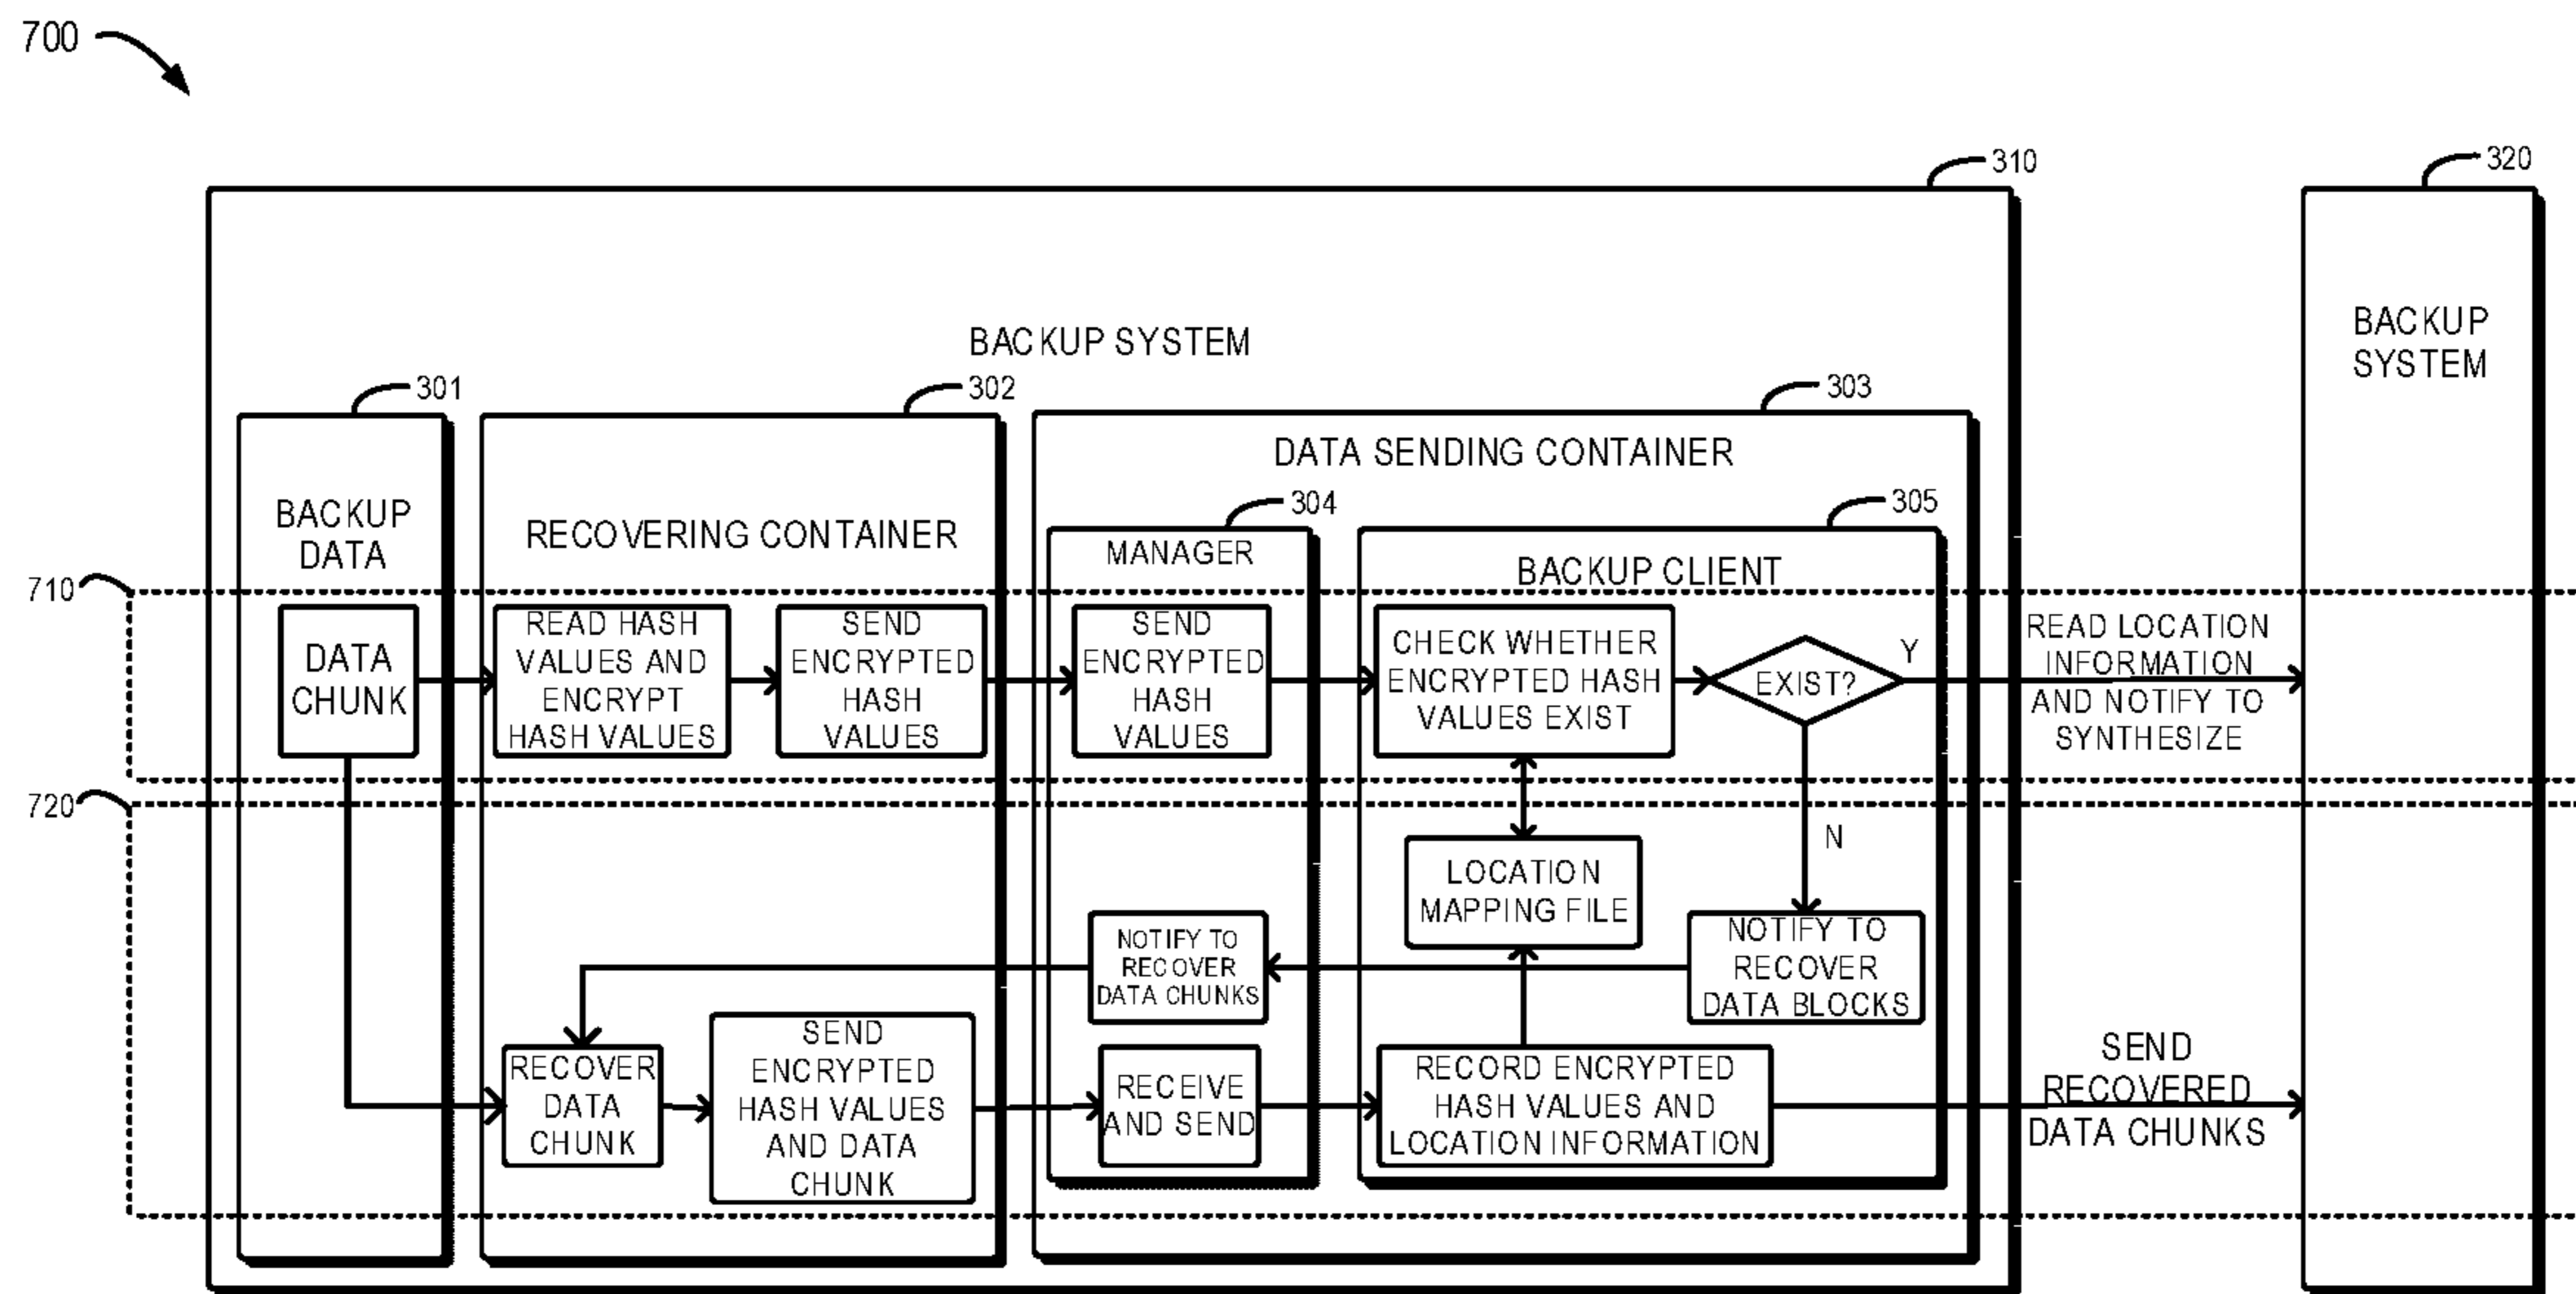 700
310
320
BACKUP SYSTEM
BACKUP
SYSTEM
301
302
303
BACKUP
DATA
RECOVERING CONTAINER
DATA SENDING CONTAINER
304
305
MANAGER
BACKUP CLIENT
710
DATA
CHUNK
READ HASH
VALUES AND
ENCRYPT
HASH VALUES
SEND
ENCRYPTED
HASH
VALUES
SEND
ENCRYPTED
HASH
VALUES
CHECK WHETHER
ENCRYPTED HASH
VALUES EXIST
EXIST?
Y
READ LOCATION
INFORMATION
AND NOTIFY TO
SYNTHESIZE
720
N
LOCATION
MAPPING FILE
NOTIFY TO
RECOVER
DATA CHUNKS
NOTIFY TO
RECOVER
DATA BLOCKS
RECOVER
DATA
CHUNK
SEND
ENCRYPTED
HASH VALUES
AND DATA
CHUNK
RECEIVE
AND SEND
RECORD ENCRYPTED
HASH VALUES AND
LOCATION INFORMATION
SEND
RECOVERED
DATA CHUNKS